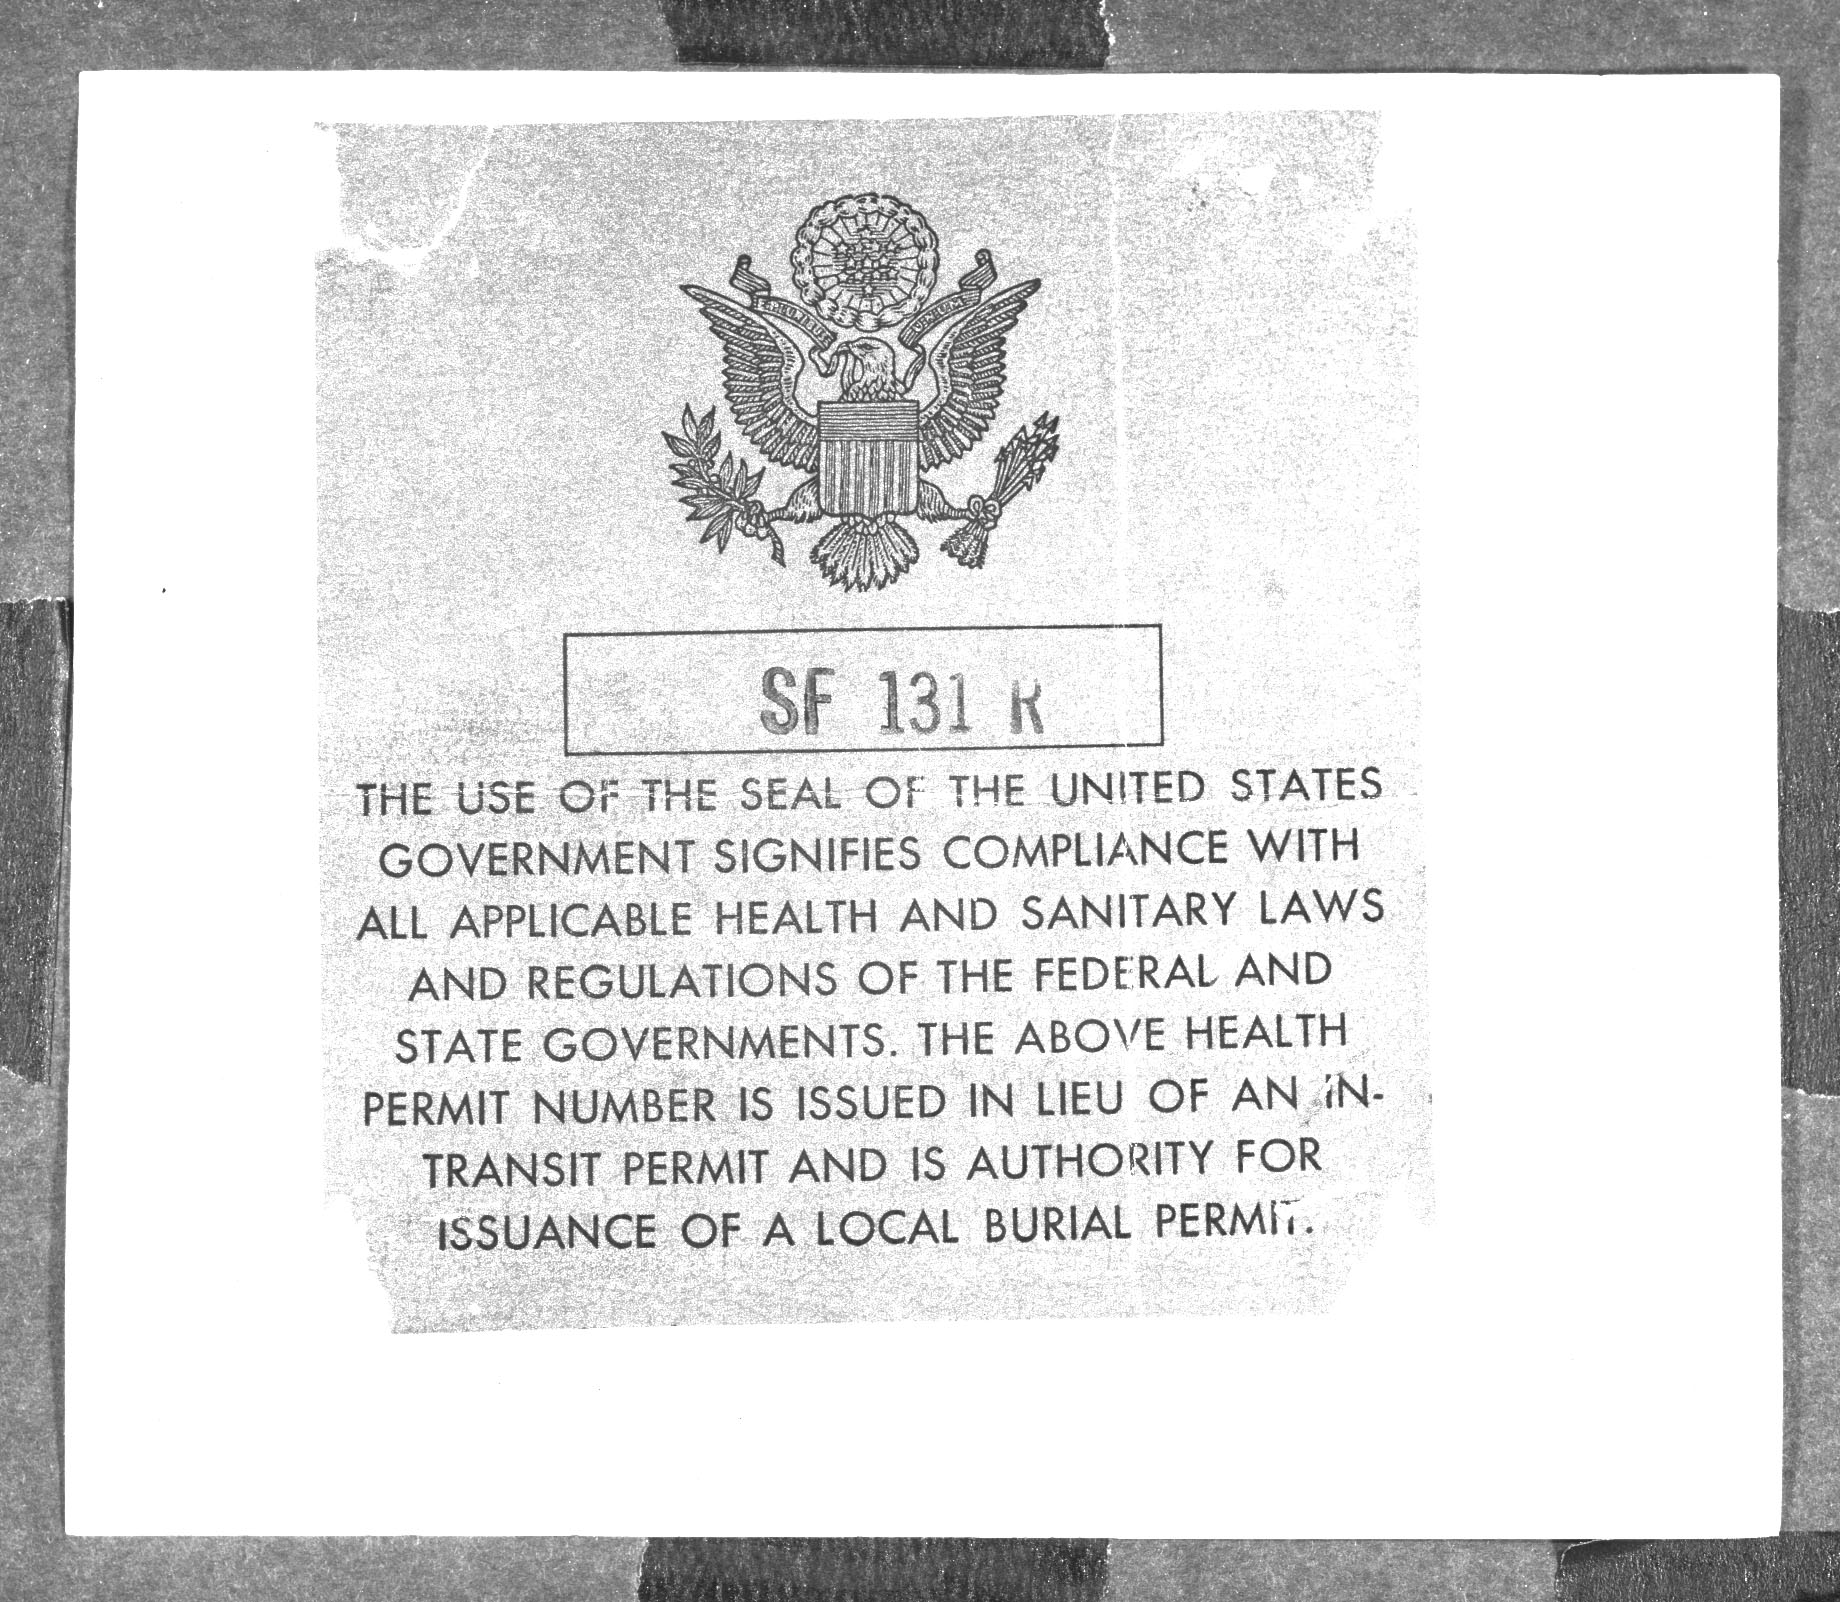 SF 131 R
THE USE OF THE SEAL OF THE UNITED STATES
GOVERNMENT SIGNIFIES COMPLIANCE WITH
ALL APPLICABLE HEALTH AND SANITARY LAWS
AND REGULATIONS OF THE FEDERAL AND
STATE GOVERNMENTS. THE ABOVE HEALTH
PERMIT NUMBER IS ISSUED IN LIEU OF AN IN-
TRANSIT PERMIT AND IS AUTHORITY FOR
ISSUANCE OF A LOCAL BURIAL PERMIT.